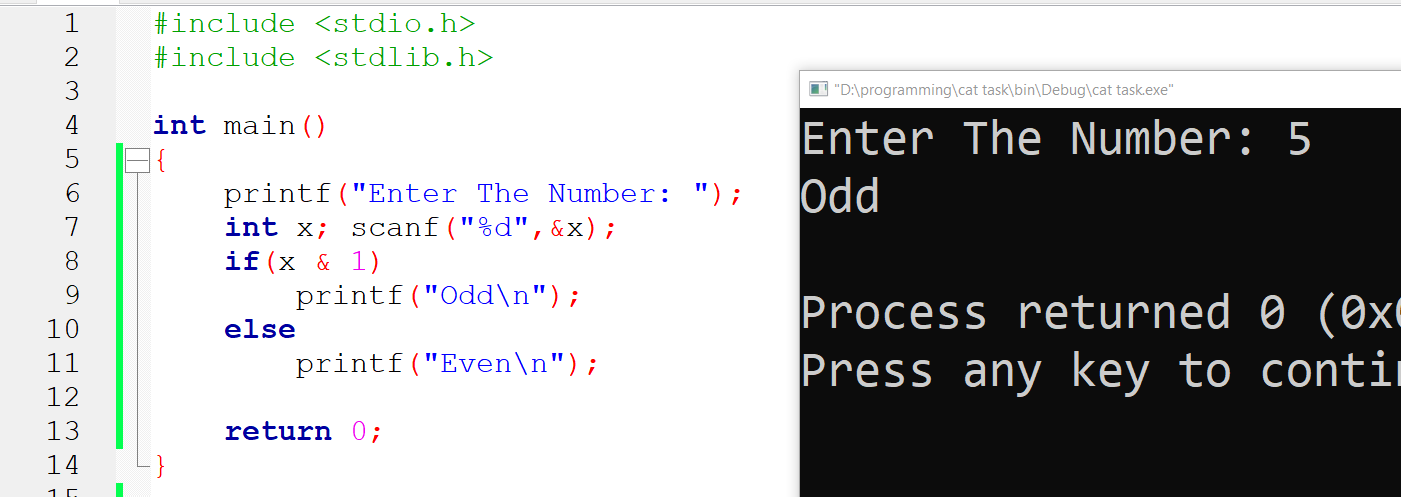 1 #include <stdio.h>
2 #include <stdlib.h>
3
4 int main()
5 {
6 printf("Enter The Number: ");
7 int x; scanf("%d",&x);
8 if(x & 1)
9 printf("Odd\n");
10 else
11 printf("Even\n");
12
13 return 0;
14 }
15
"D:\programming\cat task\bin\Debug\cat task.exe"
Enter The Number: 5
Odd
Process returned 0 (0x
Press any key to